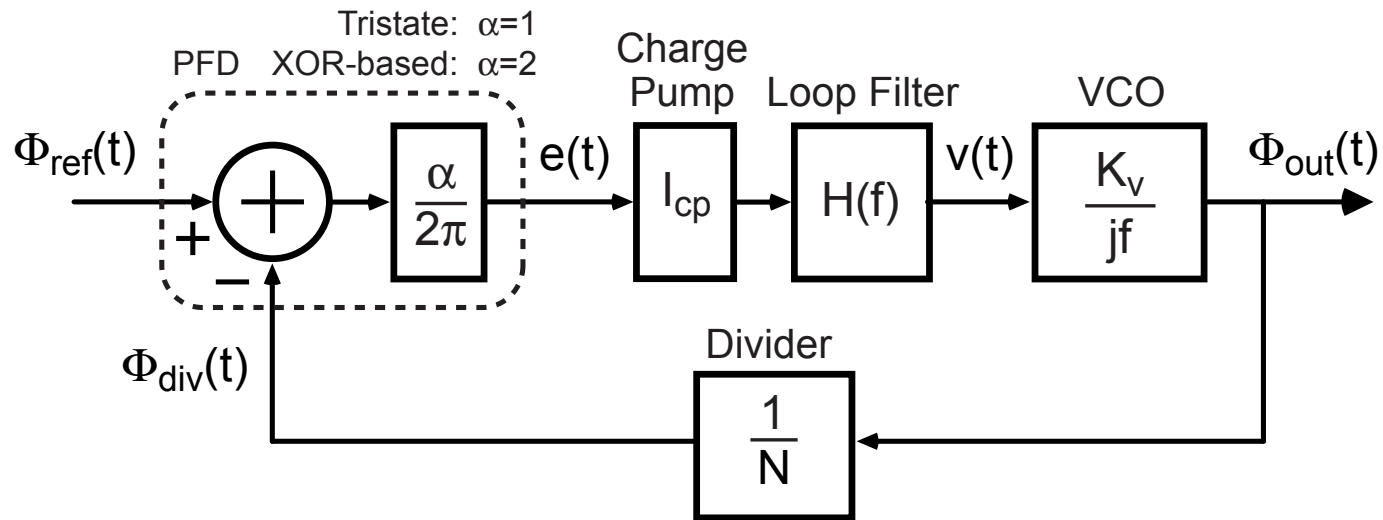 Tristate: α=1
PFD XOR-based: α=2
Charge
Pump
Loop Filter
VCO
Φref(t)
+
−
α
2π
e(t)
Icp
H(f)
v(t)
Kv
jf
Φout(t)
Φdiv(t)
Divider
1
N